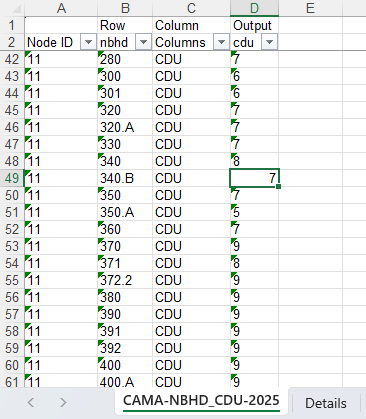 A B C D E
1 Row Column Output
2 Node ID nbhd Columns cdu
42 11 280 CDU 7
43 11 300 CDU 6
44 11 301 CDU 6
45 11 320 CDU 7
46 11 320.A CDU 7
47 11 330 CDU 7
48 11 340 CDU 8
49 11 340.B CDU 7
50 11 350 CDU 7
51 11 350.A CDU 5
52 11 360 CDU 7
53 11 370 CDU 9
54 11 371 CDU 8
55 11 372.2 CDU 9
56 11 380 CDU 9
57 11 390 CDU 9
58 11 391 CDU 9
59 11 392 CDU 9
60 11 400 CDU 9
61 11 400.A CDU 9
CAMA-NBHD_CDU-2025 Details